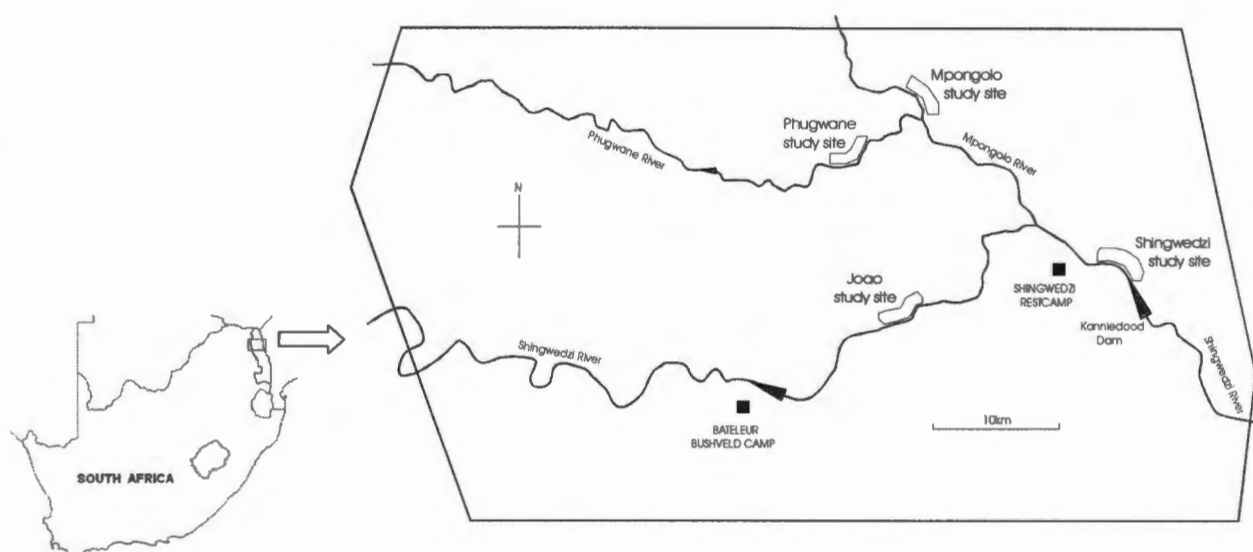 Mpongolo
study site
Phugwane
study site
Phugwane River
Mpongolo River
N
Shingwedzi
study site
Joao
study site
SHINGWEDZI
RESTCAMP
Kanniedood
Dam
Shingwedzi River
Shingwedzi River
10km
BATELEUR
BUSHVELD CAMP
SOUTH AFRICA